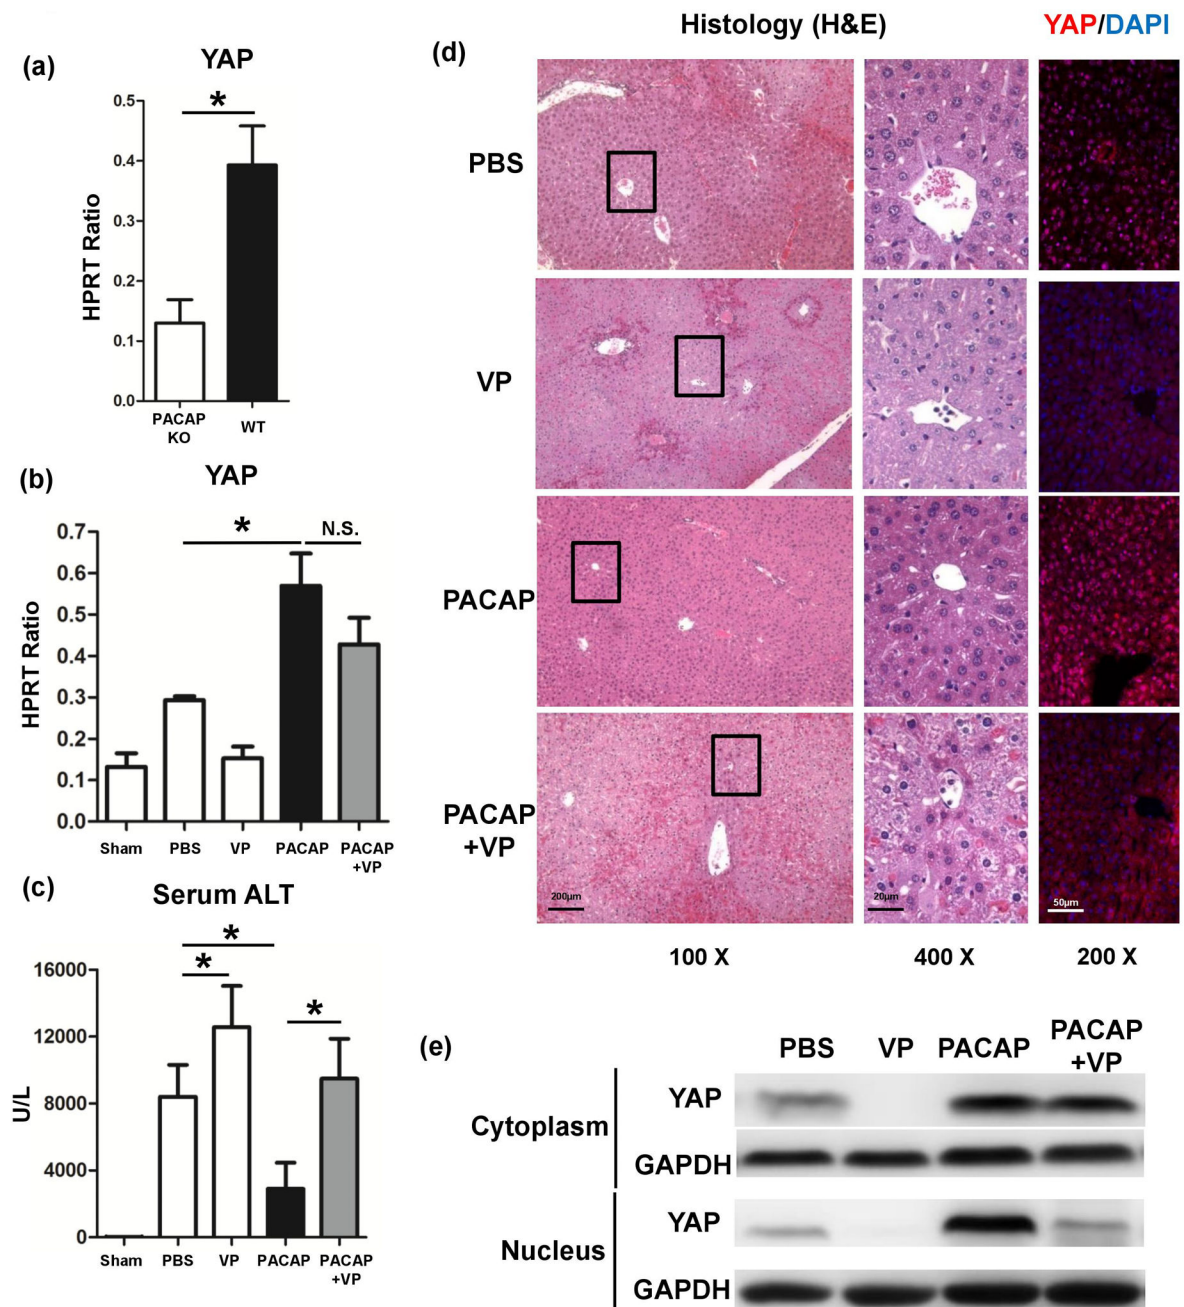 (a)
YAP
*
0.5
0.4
0.3
0.2
0.1
0.0
HPRT Ratio
PACAP
KO
WT
(b)
YAP
*
N.S.
0.7
0.6
0.5
0.4
0.3
0.2
0.1
0.0
HPRT Ratio
Sham
PBS
VP
PACAP
PACAP
+VP
(c)
Serum ALT
*
*
*
16000
12000
8000
4000
0
U/L
Sham
PBS
VP
PACAP
PACAP
+VP
(d)
Histology (H&E)
YAP/DAPI
PBS
VP
PACAP
PACAP
+VP
200µm
20µm
50µm
100 X
400 X
200 X
(e)
PBS
VP
PACAP
PACAP
+VP
Cytoplasm
YAP
GAPDH
Nucleus
YAP
GAPDH